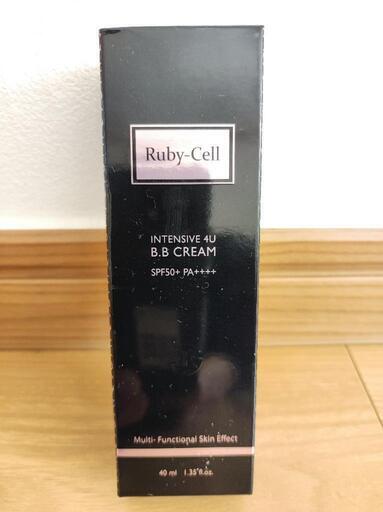 Ruby-Cell
INTENSIVE 4U
B.B CREAM
SPF50+ PA++++
Multi- Functional Skin Effect
40 ml 1.35 fl.oz.